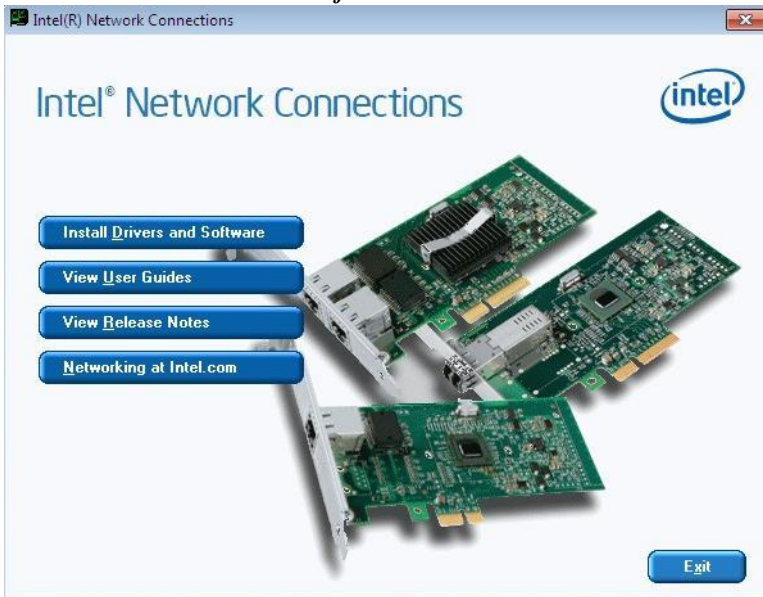 Intel(R) Network Connections
Intel® Network Connections
intel
Install Drivers and Software
View User Guides
View Release Notes
Networking at Intel.com
Exit